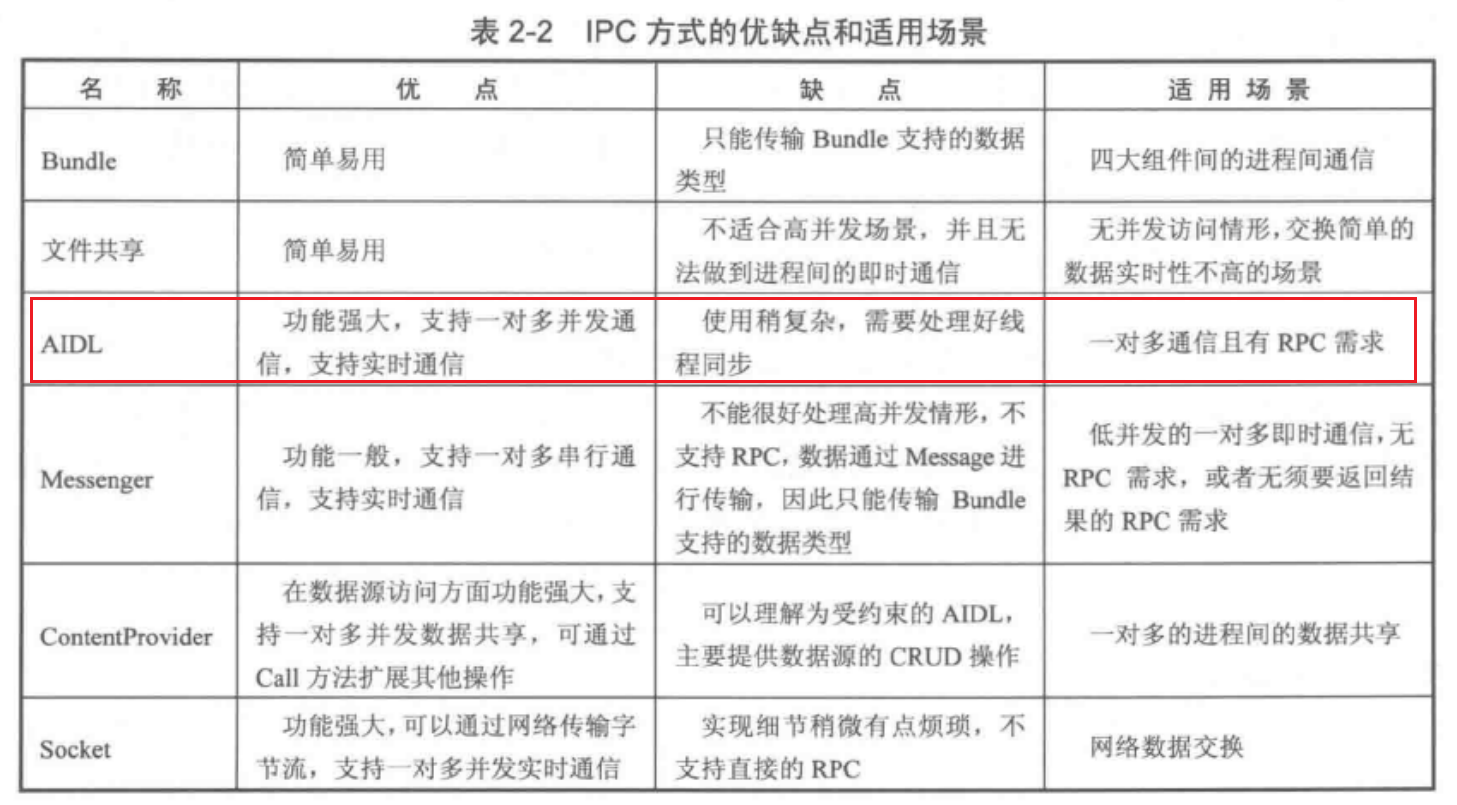 表 2-2 IPC 方式的优缺点和适用场景
名 称 优 点 缺 点 适 用 场 景
Bundle
简单易用
只能传输 Bundle 支持的数据
类型
四大组件间的进程间通信
文件共享
简单易用
不适合高并发场景，并且无
法做到进程间的即时通信
无并发访问情形，交换简单的
数据实时性不高的场景
AIDL
功能强大，支持一对多并发通
信，支持实时通信
使用稍复杂，需要处理好线
程同步
一对多通信且有 RPC 需求
Messenger
功能一般，支持一对多串行通
信，支持实时通信
不能很好处理高并发情形，不
支持 RPC，数据通过 Message 进
行传输，因此只能传输 Bundle
支持的数据类型
低并发的一对多即时通信，无
RPC 需求，或者无须要返回结
果的 RPC 需求
ContentProvider
在数据源访问方面功能强大，支
持一对多并发数据共享，可通过
Call 方法扩展其他操作
可以理解为受约束的 AIDL，
主要提供数据源的 CRUD 操作
一对多的进程间的数据共享
Socket
功能强大，可以通过网络传输字
节流，支持一对多并发实时通信
实现细节稍微有点烦琐，不
支持直接的 RPC
网络数据交换